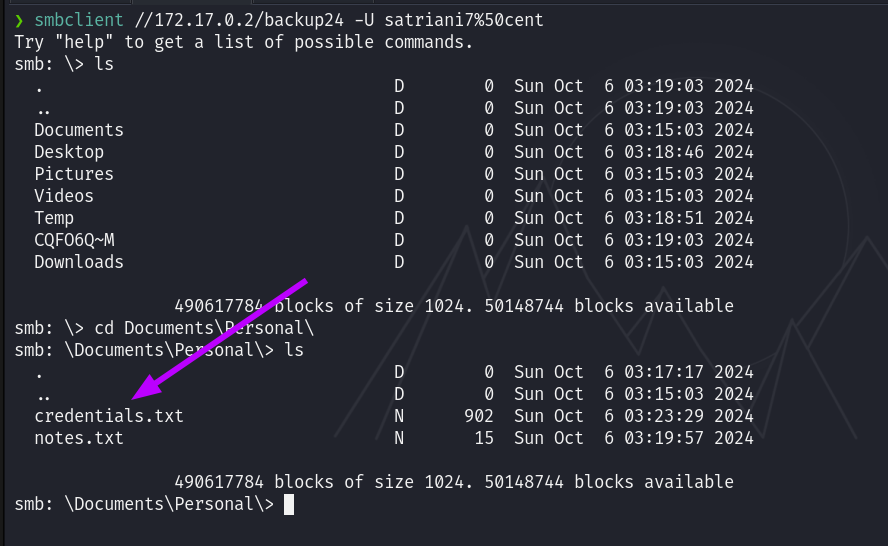 ❯ smbclient //172.17.0.2/backup24 -U satriani7%50cent
Try "help" to get a list of possible commands.
smb: \> ls
  .                                   D        0  Sun Oct  6 03:19:03 2024
  ..                                  D        0  Sun Oct  6 03:19:03 2024
  Documents                           D        0  Sun Oct  6 03:15:03 2024
  Desktop                             D        0  Sun Oct  6 03:18:46 2024
  Pictures                            D        0  Sun Oct  6 03:15:03 2024
  Videos                              D        0  Sun Oct  6 03:15:03 2024
  Temp                                D        0  Sun Oct  6 03:18:51 2024
  CQFO6Q~M                            D        0  Sun Oct  6 03:19:03 2024
  Downloads                           D        0  Sun Oct  6 03:15:03 2024
                490617784 blocks of size 1024. 50148744 blocks available
smb: \> cd Documents\Personal\
smb: \Documents\Personal\> ls
  .                                   D        0  Sun Oct  6 03:17:17 2024
  ..                                  D        0  Sun Oct  6 03:15:03 2024
  credentials.txt                     N      902  Sun Oct  6 03:23:29 2024
  notes.txt                           N       15  Sun Oct  6 03:19:57 2024
                490617784 blocks of size 1024. 50148744 blocks available
smb: \Documents\Personal\>